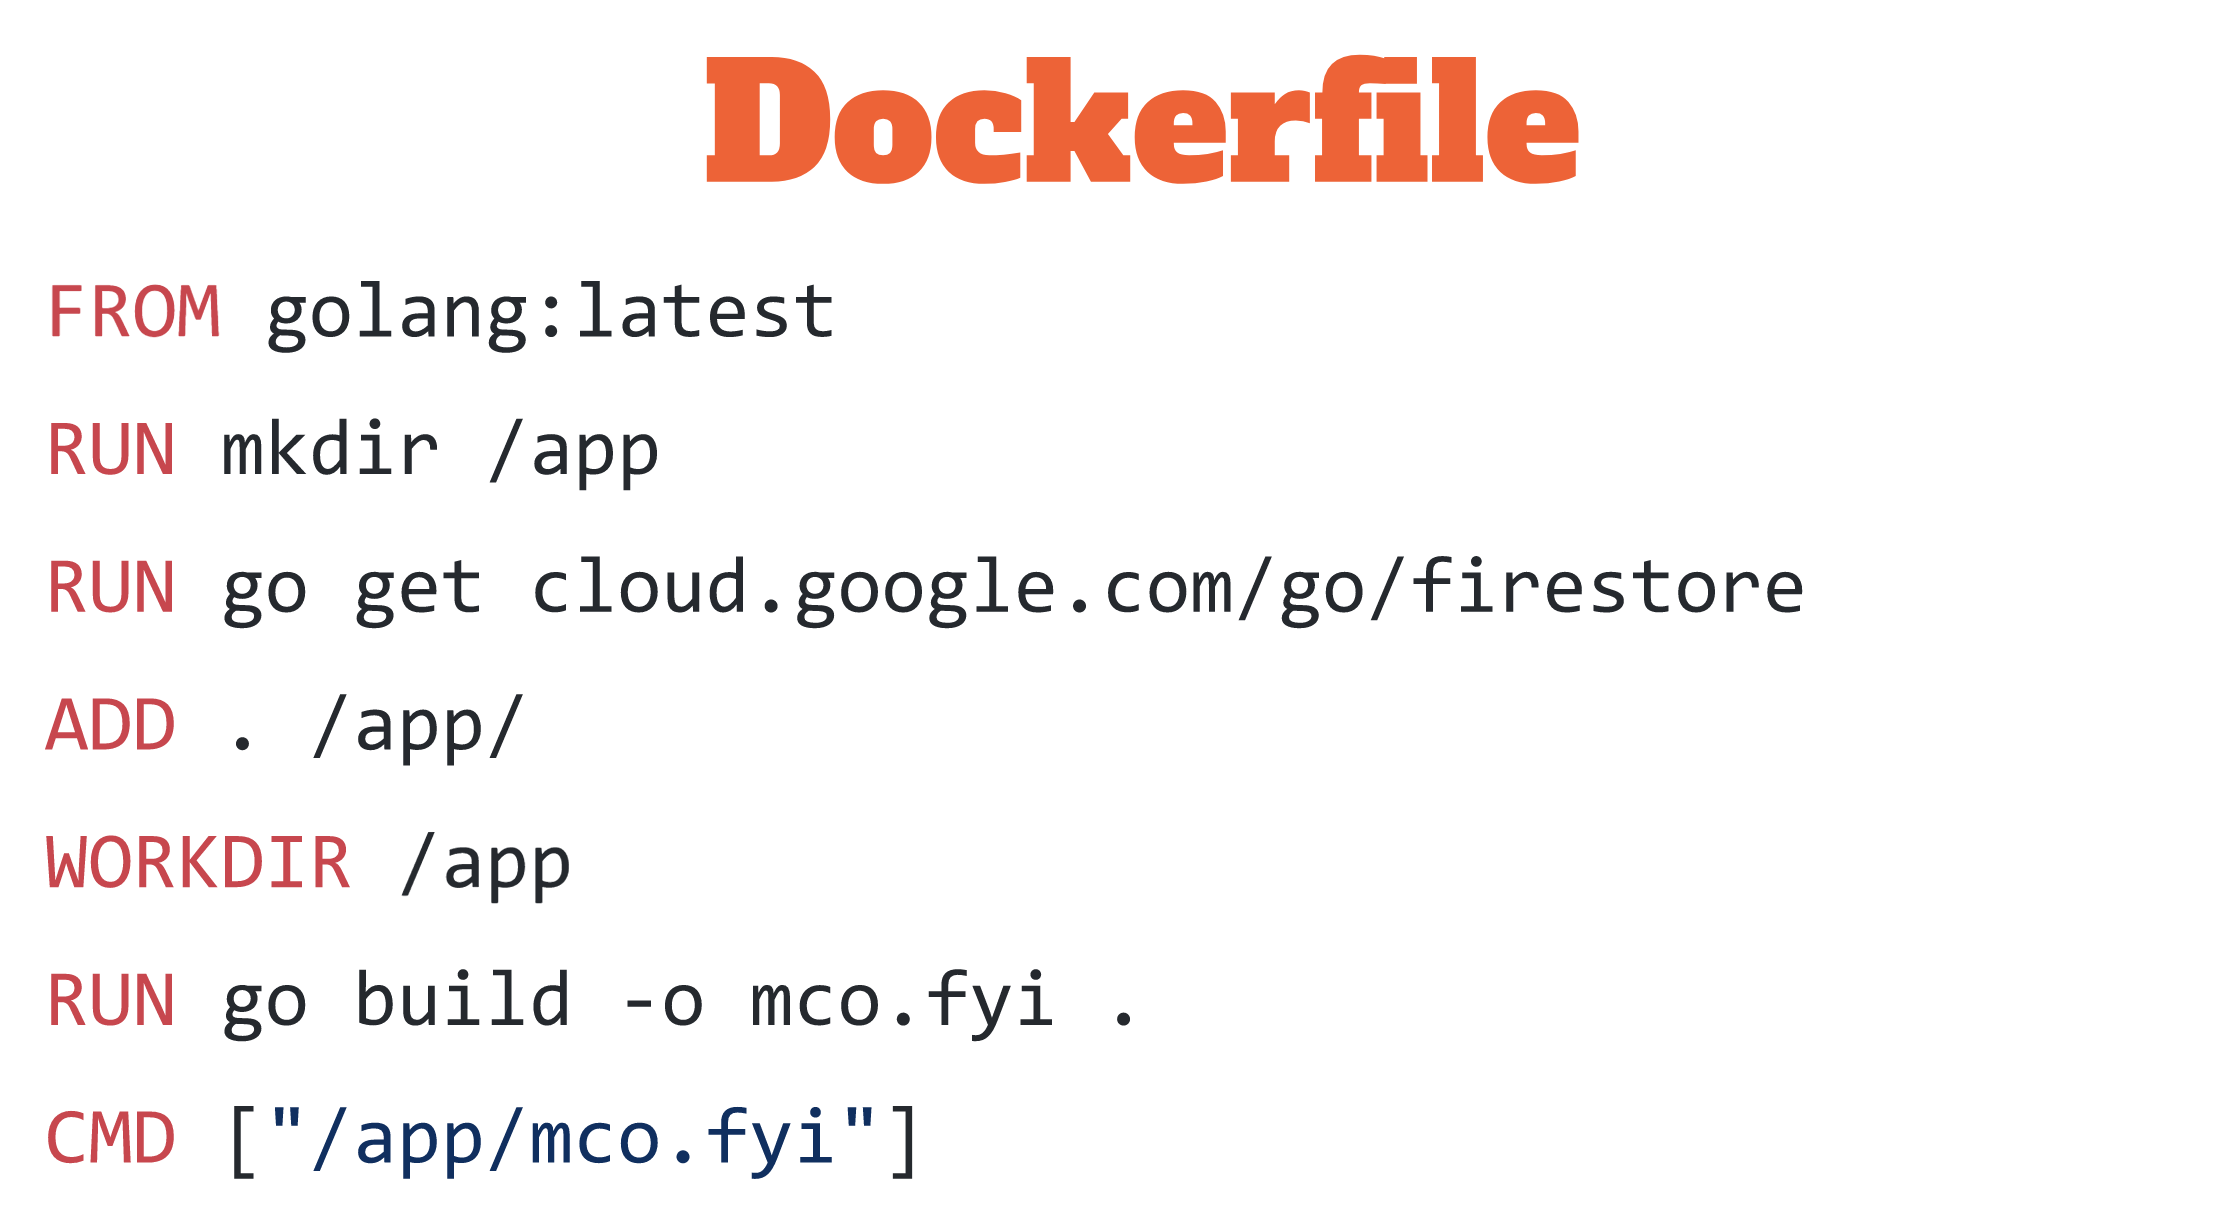 Dockerfile
FROM golang:latest
RUN mkdir /app
RUN go get cloud.google.com/go/firestore
ADD . /app/
WORKDIR /app
RUN go build -o mco.fyi .
CMD ["/app/mco.fyi"]